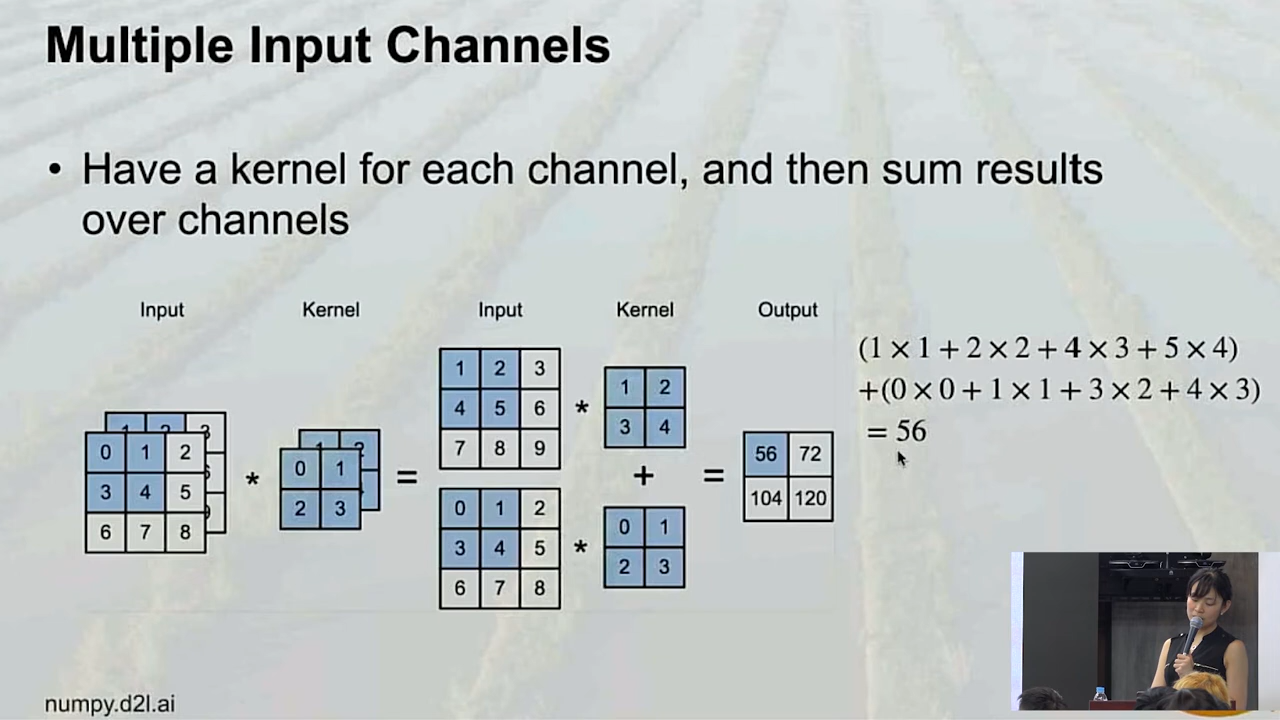 Multiple Input Channels
• Have a kernel for each channel, and then sum results
over channels
Input Kernel Input Kernel Output
0 1 2
3 4 5
6 7 8
*
0 1
2 3
=
1 2 3
4 5 6
7 8 9
*
1 2
3 4
+
0 1 2
3 4 5
6 7 8
*
0 1
2 3
=
56 72
104 120
(1 × 1 + 2 × 2 + 4 × 3 + 5 × 4)
+(0 × 0 + 1 × 1 + 3 × 2 + 4 × 3)
= 56
numpy.d2l.ai